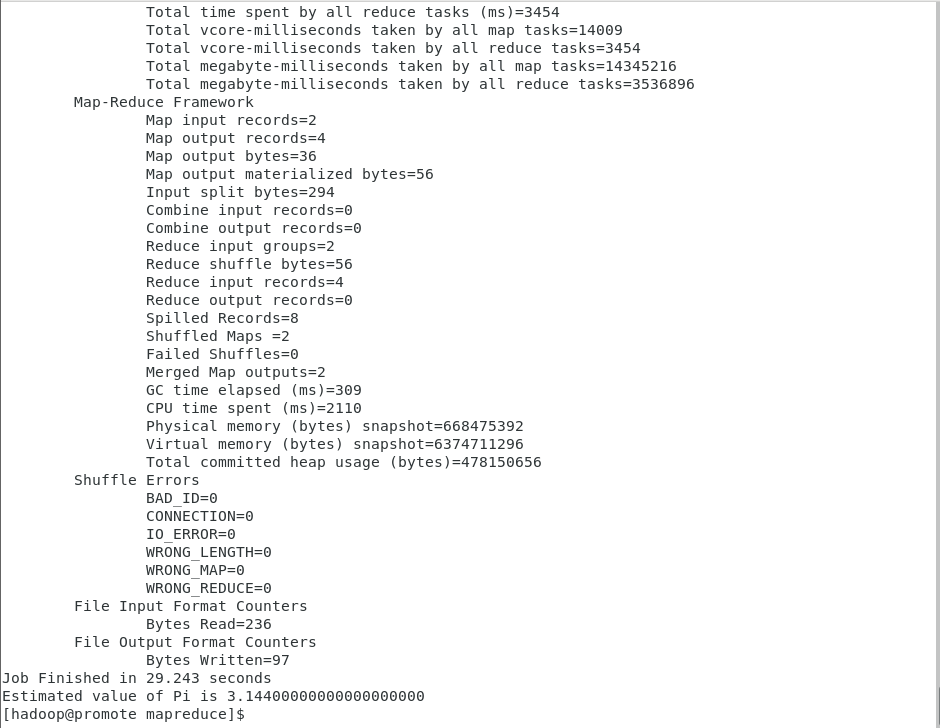 Total time spent by all reduce tasks (ms)=3454
Total vcore-milliseconds taken by all map tasks=14009
Total vcore-milliseconds taken by all reduce tasks=3454
Total megabyte-milliseconds taken by all map tasks=14345216
Total megabyte-milliseconds taken by all reduce tasks=3536896
Map-Reduce Framework
Map input records=2
Map output records=4
Map output bytes=36
Map output materialized bytes=56
Input split bytes=294
Combine input records=0
Combine output records=0
Reduce input groups=2
Reduce shuffle bytes=56
Reduce input records=4
Reduce output records=0
Spilled Records=8
Shuffled Maps =2
Failed Shuffles=0
Merged Map outputs=2
GC time elapsed (ms)=309
CPU time spent (ms)=2110
Physical memory (bytes) snapshot=668475392
Virtual memory (bytes) snapshot=6374711296
Total committed heap usage (bytes)=478150656
Shuffle Errors
BAD_ID=0
CONNECTION=0
IO_ERROR=0
WRONG_LENGTH=0
WRONG_MAP=0
WRONG_REDUCE=0
File Input Format Counters
Bytes Read=236
File Output Format Counters
Bytes Written=97
Job Finished in 29.243 seconds
Estimated value of Pi is 3.14400000000000000000
[hadoop@promote mapreduce]$